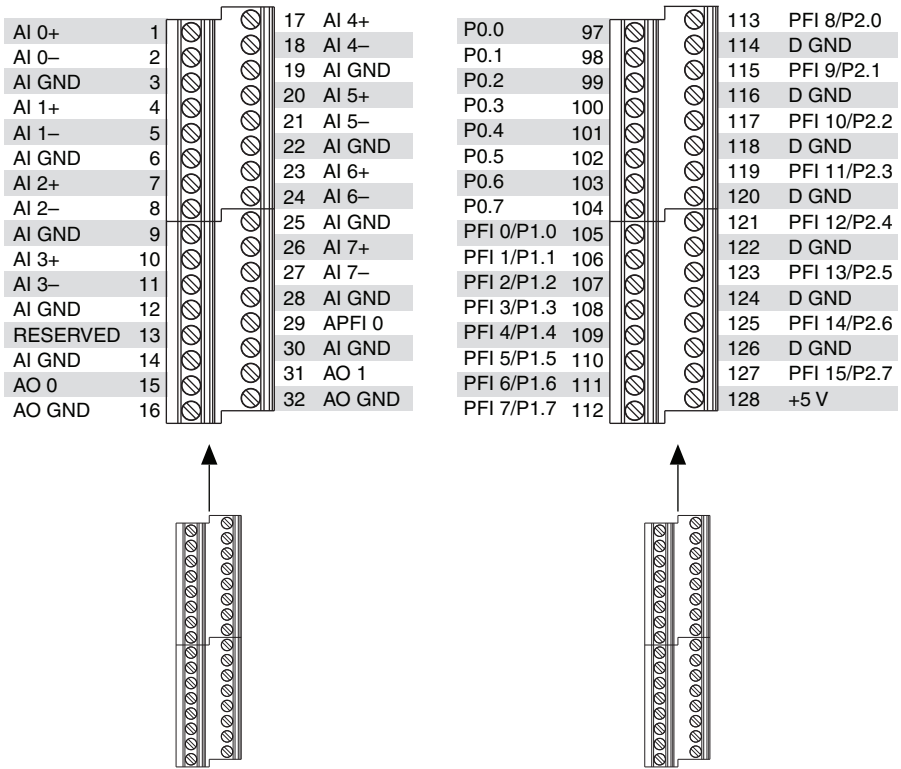 AI 0+ 1
AI 0– 2
AI GND 3
AI 1+ 4
AI 1– 5
AI GND 6
AI 2+ 7
AI 2– 8
AI GND 9
AI 3+ 10
AI 3– 11
AI GND 12
RESERVED 13
AI GND 14
AO 0 15
AO GND 16
17 AI 4+
18 AI 4–
19 AI GND
20 AI 5+
21 AI 5–
22 AI GND
23 AI 6+
24 AI 6–
25 AI GND
26 AI 7+
27 AI 7–
28 AI GND
29 APFI 0
30 AI GND
31 AO 1
32 AO GND
P0.0 97
P0.1 98
P0.2 99
P0.3 100
P0.4 101
P0.5 102
P0.6 103
P0.7 104
PFI 0/P1.0 105
PFI 1/P1.1 106
PFI 2/P1.2 107
PFI 3/P1.3 108
PFI 4/P1.4 109
PFI 5/P1.5 110
PFI 6/P1.6 111
PFI 7/P1.7 112
113 PFI 8/P2.0
114 D GND
115 PFI 9/P2.1
116 D GND
117 PFI 10/P2.2
118 D GND
119 PFI 11/P2.3
120 D GND
121 PFI 12/P2.4
122 D GND
123 PFI 13/P2.5
124 D GND
125 PFI 14/P2.6
126 D GND
127 PFI 15/P2.7
128 +5 V